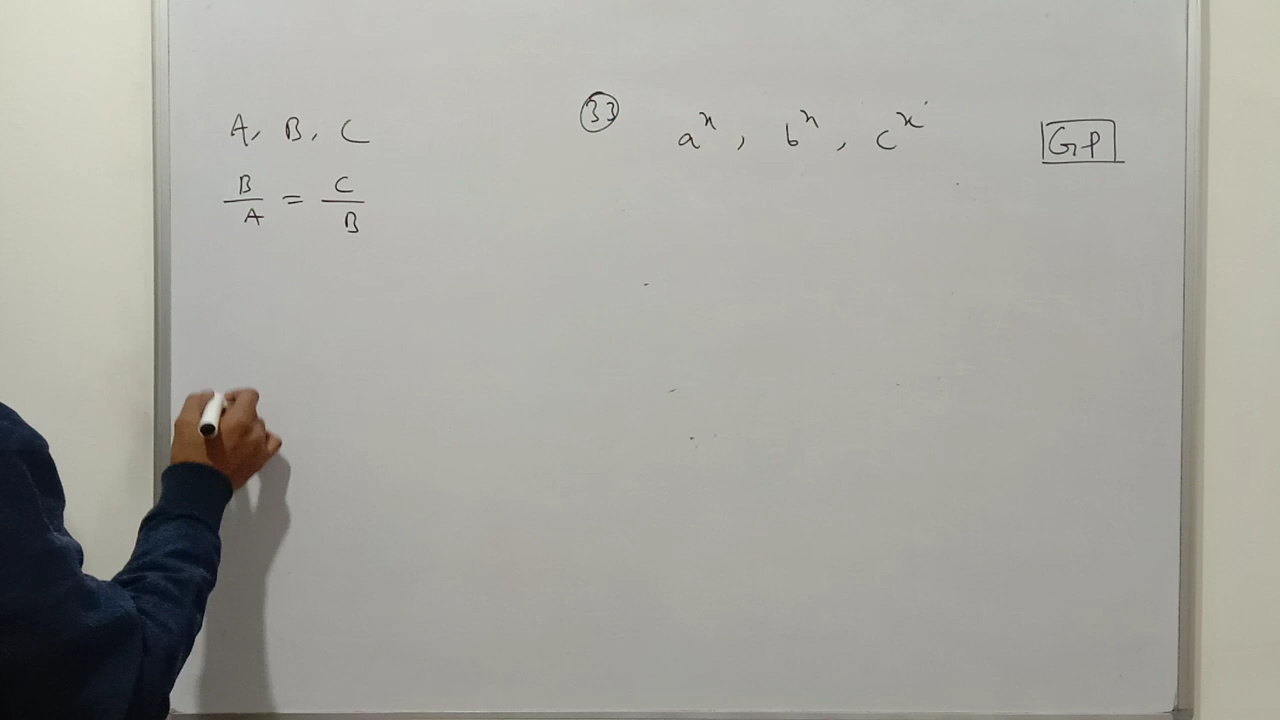 A, B, C
B/A = C/B
33
aˣ, bˣ, cˣ
GP